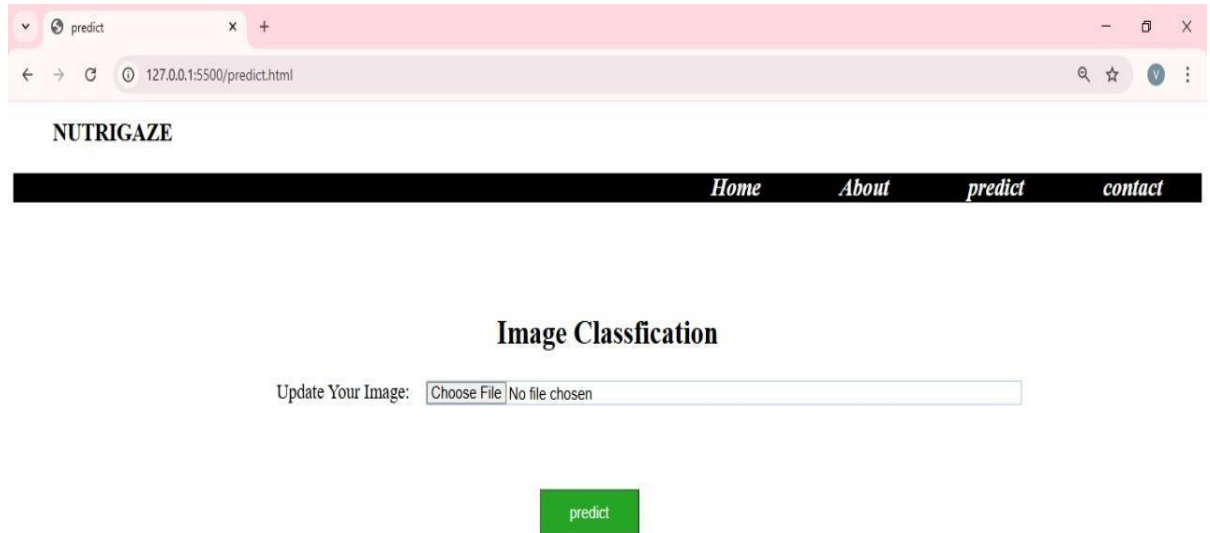 predict
127.0.0.1:5500/predict.html
V
NUTRIGAZE
Home About predict contact
Image Classfication
Update Your Image: Choose File No file chosen
predict